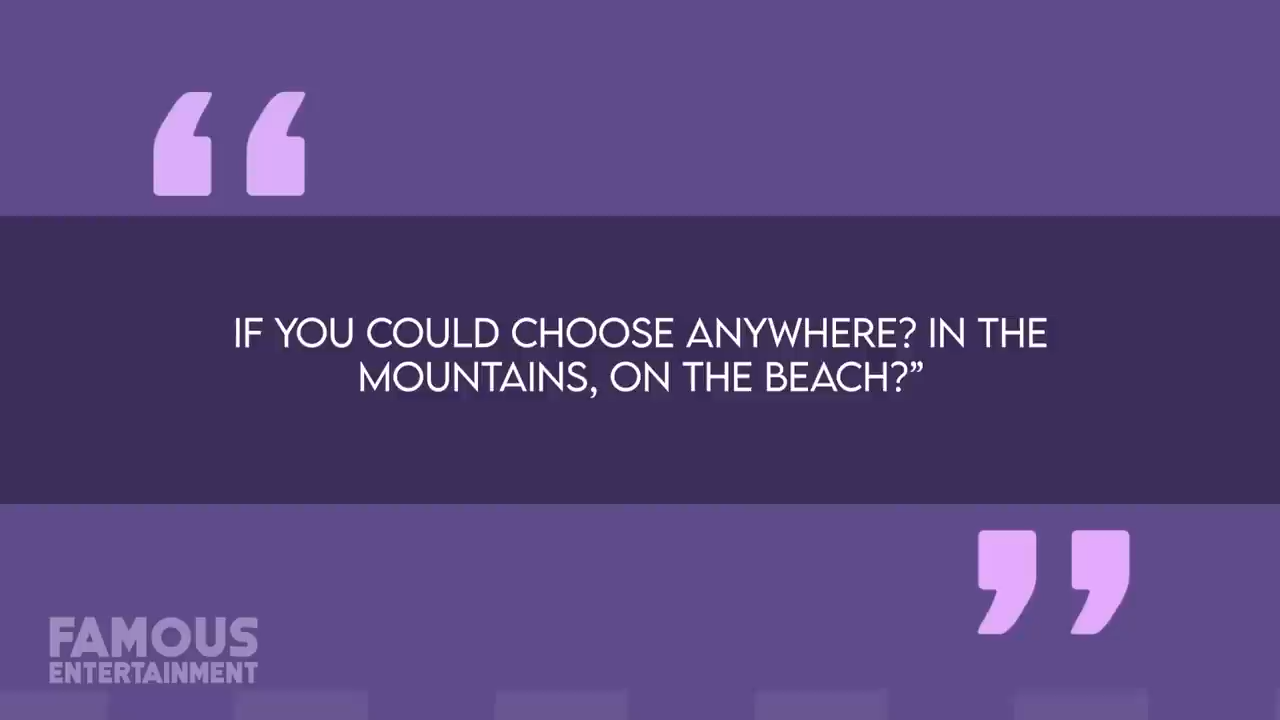 IF YOU COULD CHOOSE ANYWHERE? IN THE
MOUNTAINS, ON THE BEACH?”
FAMOUS
ENTERTAINMENT